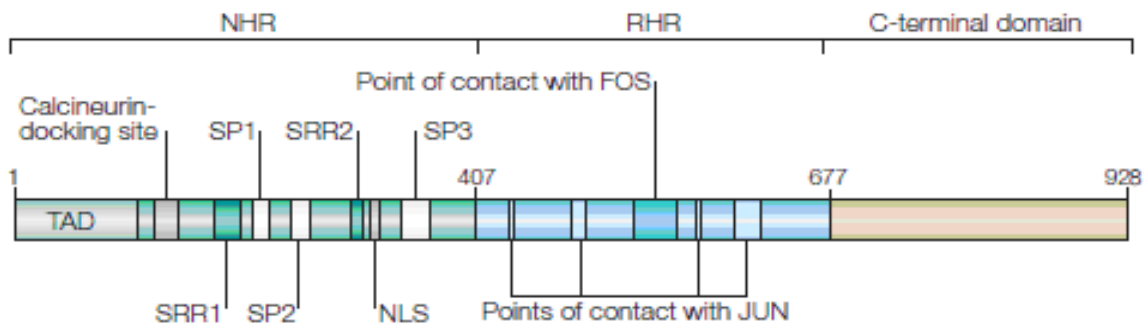 NHR
RHR
C-terminal domain
Point of contact with FOS
Calcineurin-
docking site
SP1
SRR2
SP3
1
407
677
928
TAD
SRR1
SP2
NLS
Points of contact with JUN